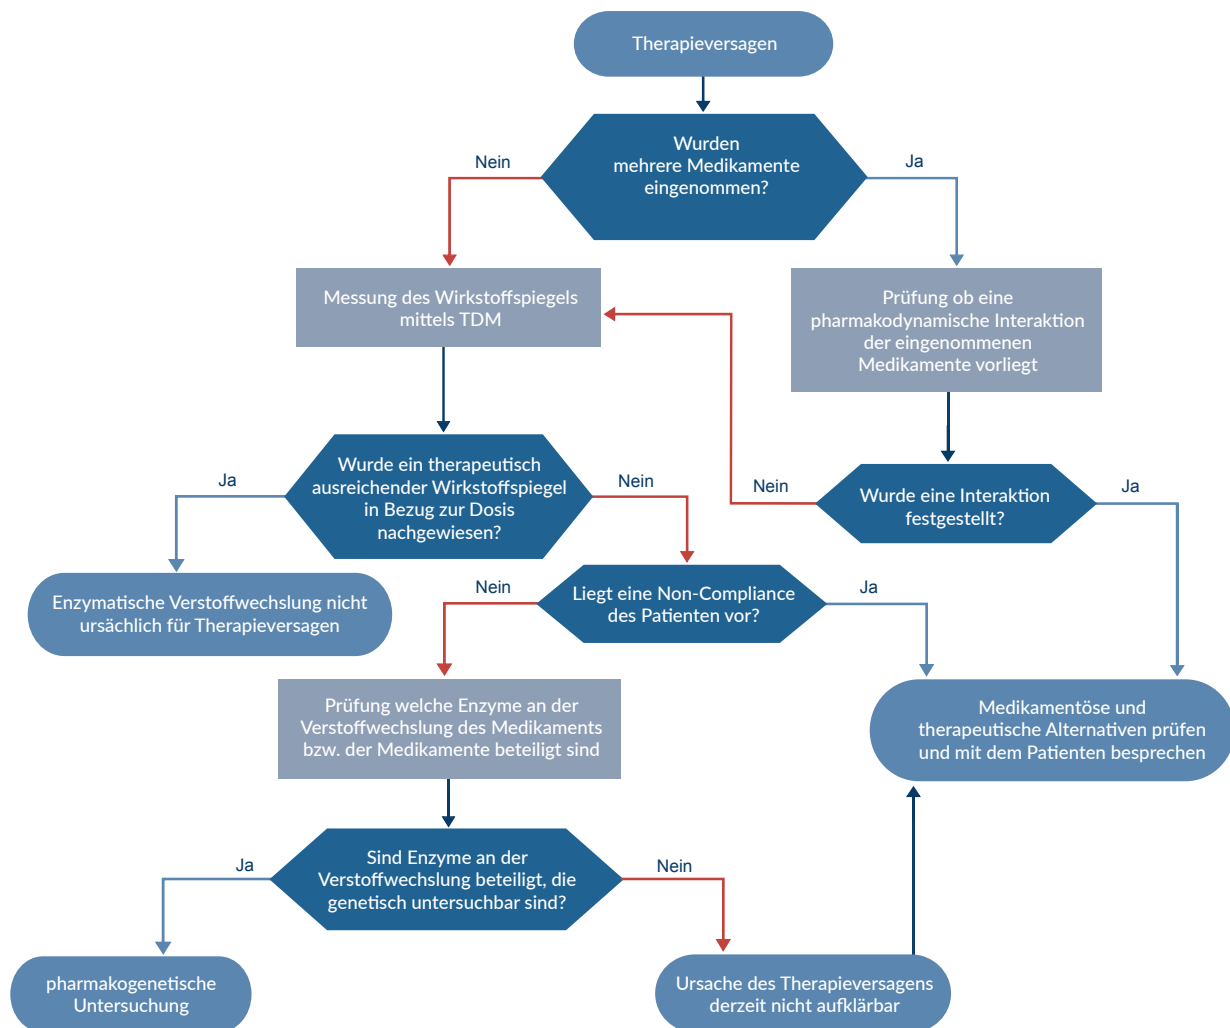 Therapieversagen
Wurden
mehrere Medikamente
eingenommen?
Nein
Ja
Messung des Wirkstoffspiegels
mittels TDM
Prüfung ob eine
pharmakodynamische Interaktion
der eingenommenen
Medikamente vorliegt
Wurde ein therapeutisch
ausreichender Wirkstoffspiegel
in Bezug zur Dosis
nachgewiesen?
Ja
Nein
Wurde eine Interaktion
festgestellt?
Nein
Ja
Enzymatische Verstoffwechslung nicht
ursächlich für Therapieversagen
Liegt eine Non-Compliance
des Patienten vor?
Nein
Ja
Prüfung welche Enzyme an der
Verstoffwechslung des Medikaments
bzw. der Medikamente beteiligt sind
Medikamentöse und
therapeutische Alternativen prüfen
und mit dem Patienten besprechen
Sind Enzyme an der
Verstoffwechslung beteiligt, die
genetisch untersuchbar sind?
Ja
Nein
pharmakogenetische
Untersuchung
Ursache des Therapieversagens
derzeit nicht aufklärbar